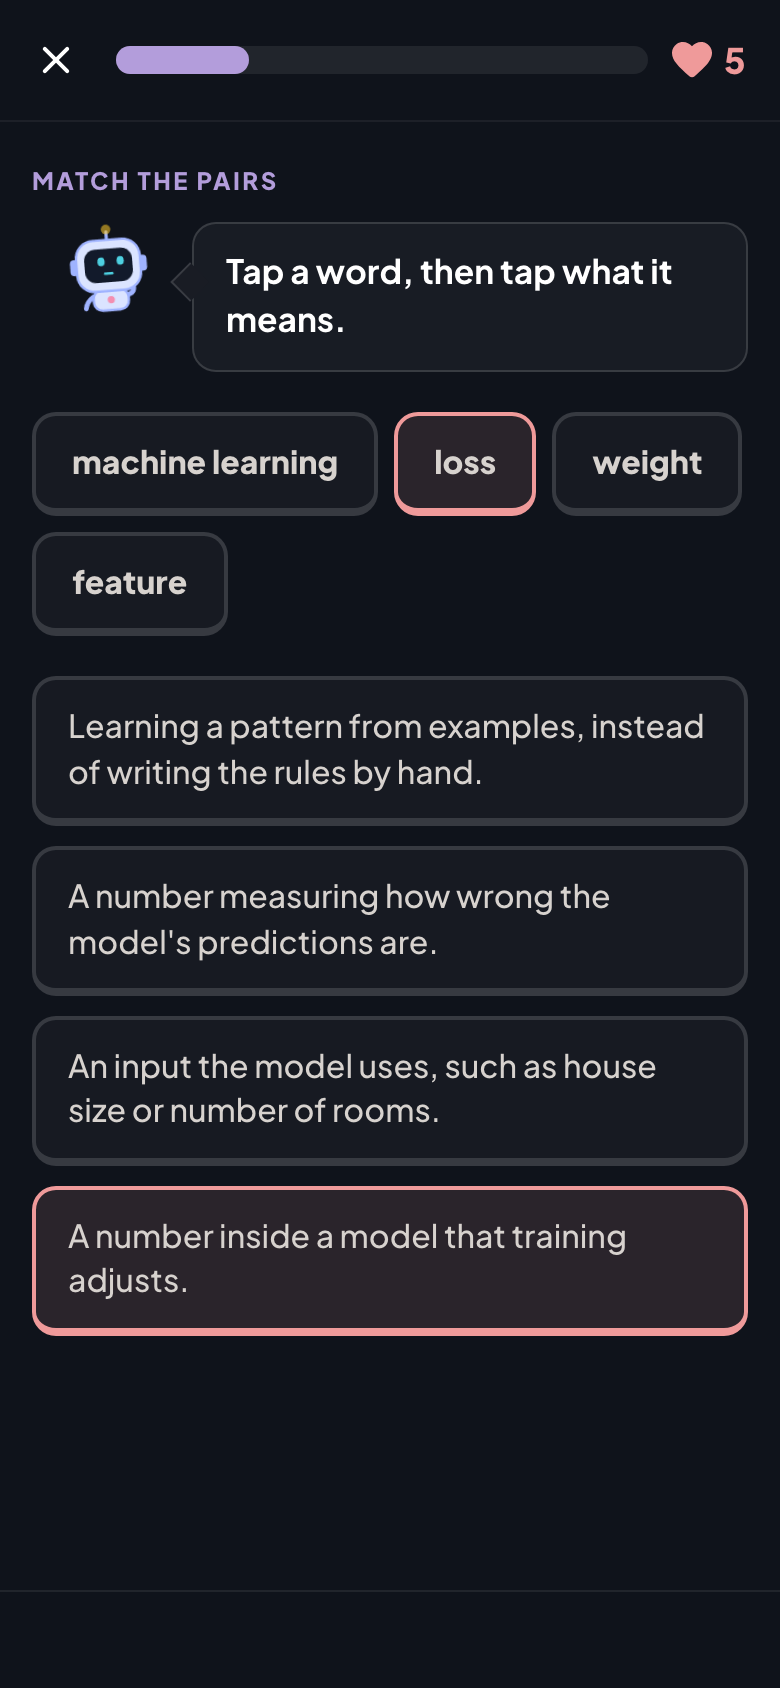 5
MATCH THE PAIRS
Tap a word, then tap what it
means.
machine learning
loss
weight
feature
Learning a pattern from examples, instead
of writing the rules by hand.
A number measuring how wrong the
model's predictions are.
An input the model uses, such as house
size or number of rooms.
A number inside a model that training
adjusts.